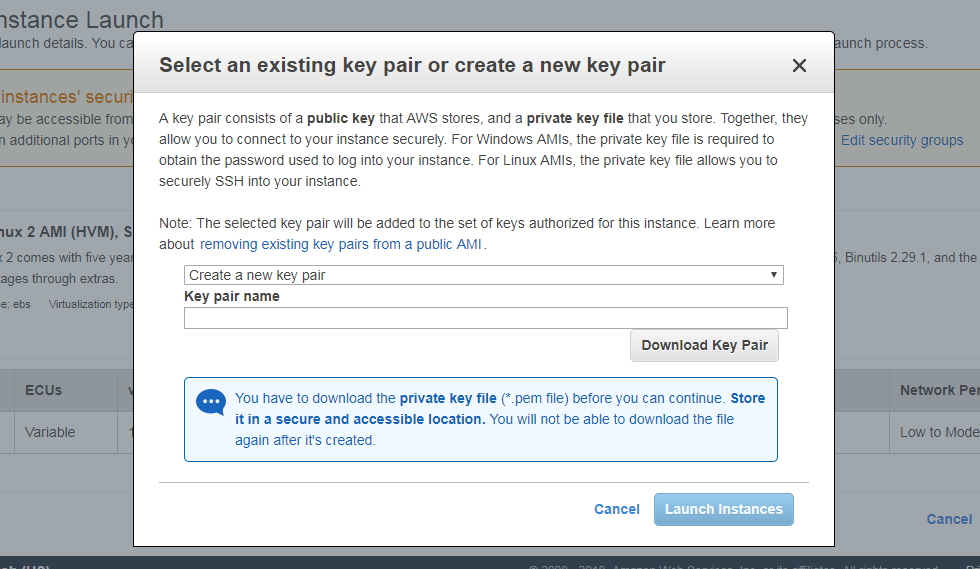 nstance Launch
launch details. You ca
aunch process.
Select an existing key pair or create a new key pair
instances' securi
ay be accessible from
ses only.
n additional ports in yo
Edit security groups
A key pair consists of a public key that AWS stores, and a private key file that you store. Together, they
allow you to connect to your instance securely. For Windows AMIs, the private key file is required to
obtain the password used to log into your instance. For Linux AMIs, the private key file allows you to
securely SSH into your instance.
Note: The selected key pair will be added to the set of keys authorized for this instance. Learn more
about removing existing key pairs from a public AMI.
nux 2 AMI (HVM), S
x 2 comes with five year
, Binutils 2.29.1, and the
ages through extras.
e: ebs Virtualization type
Create a new key pair
Key pair name
Download Key Pair
You have to download the private key file (*.pem file) before you can continue. Store
it in a secure and accessible location. You will not be able to download the file
again after it's created.
ECUs
Network Per
Variable
Low to Mode
Cancel Launch Instances
Cancel